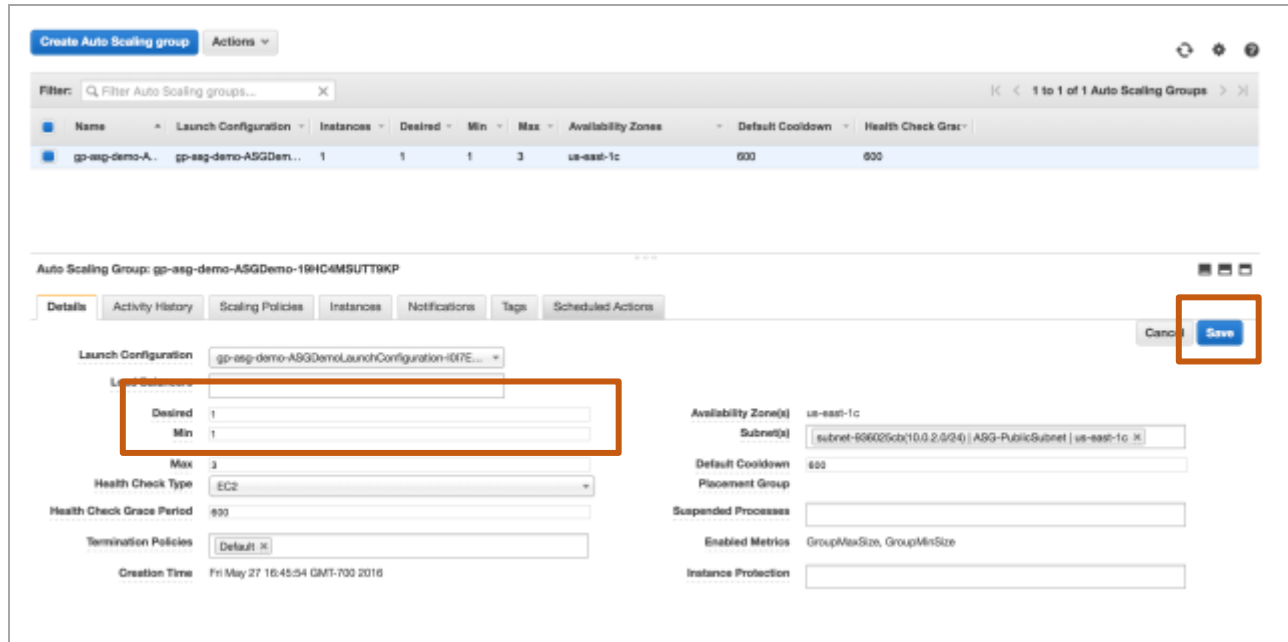 Create Auto Scaling group Actions
Filter: Filter Auto Scaling groups... X 1 to 1 of 1 Auto Scaling Groups
Name Launch Configuration Instances Desired Min Max Availability Zones Default Cooldown Health Check Grac
gp-asg-demo-A.. gp-asg-demo-ASGDem... 1 1 1 3 us-east-1c 600 600
Auto Scaling Group: gp-asg-demo-ASGDemo-19HC4MSUTT9KP
Details Activity History Scaling Policies Instances Notifications Tags Scheduled Actions
Cancel Save
Launch Configuration gp-asg-demo-ASGDemoLaunchConfiguration-I0I7E...
Load Balancers
Desired 1 Availability Zone(s) us-east-1c
Min 1 Subnet(s) subnet-936025cb(10.0.2.0/24) | ASG-PublicSubnet | us-east-1c ×
Max 3 Default Cooldown 600
Health Check Type EC2 Placement Group
Health Check Grace Period 600 Suspended Processes
Termination Policies Default × Enabled Metrics GroupMaxSize, GroupMinSize
Creation Time Fri May 27 16:45:54 GMT-700 2016 Instance Protection